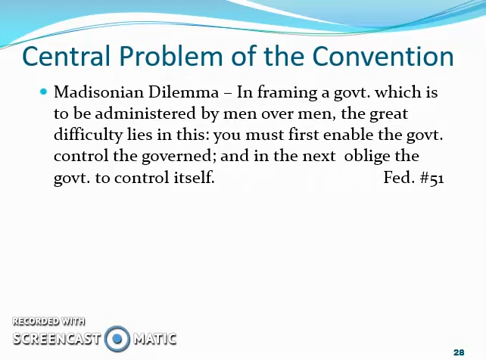 Central Problem of the Convention
Madisonian Dilemma – In framing a govt. which is
to be administered by men over men, the great
difficulty lies in this: you must first enable the govt.
control the governed; and in the next oblige the
govt. to control itself. Fed. #51
RECORDED WITH
SCREENCAST MATIC
28